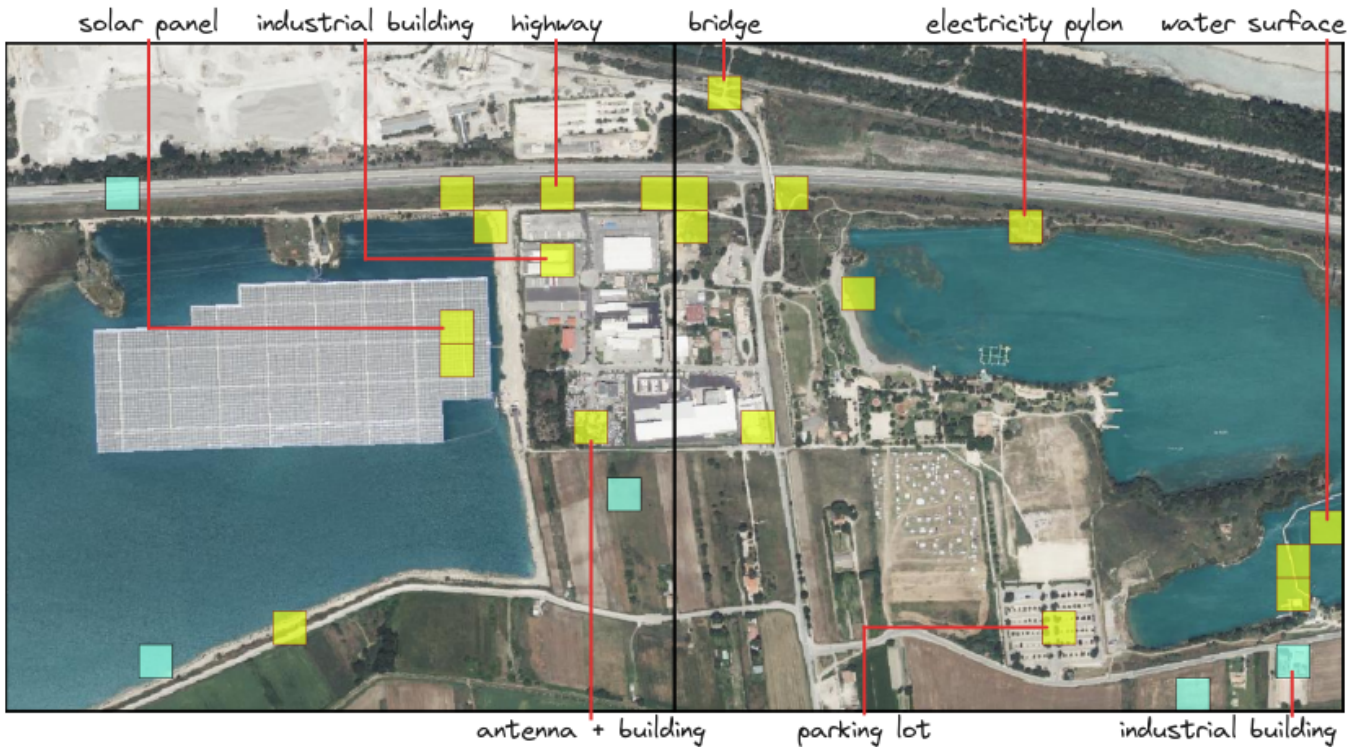 solar panel
industrial building
highway
bridge
electricity pylon
water surface
antenna + building
parking lot
industrial building